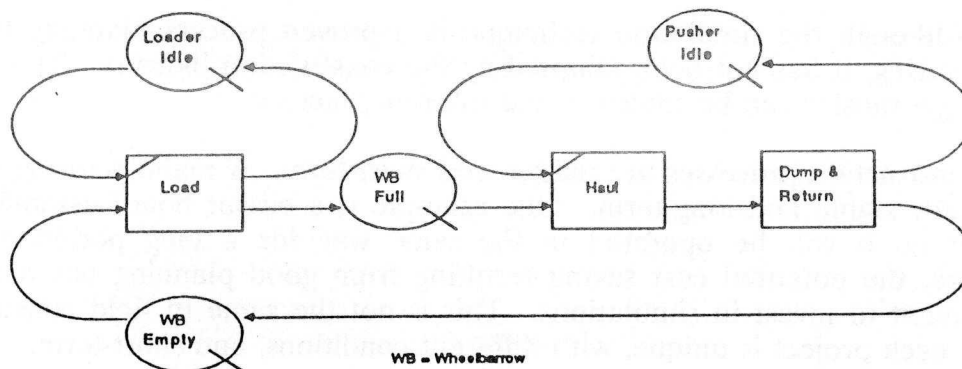 Loader
Idle
Pusher
Idle
Load
WB
Full
Haul
Dump &
Return
WB
Empty
WB = Wheelbarrow